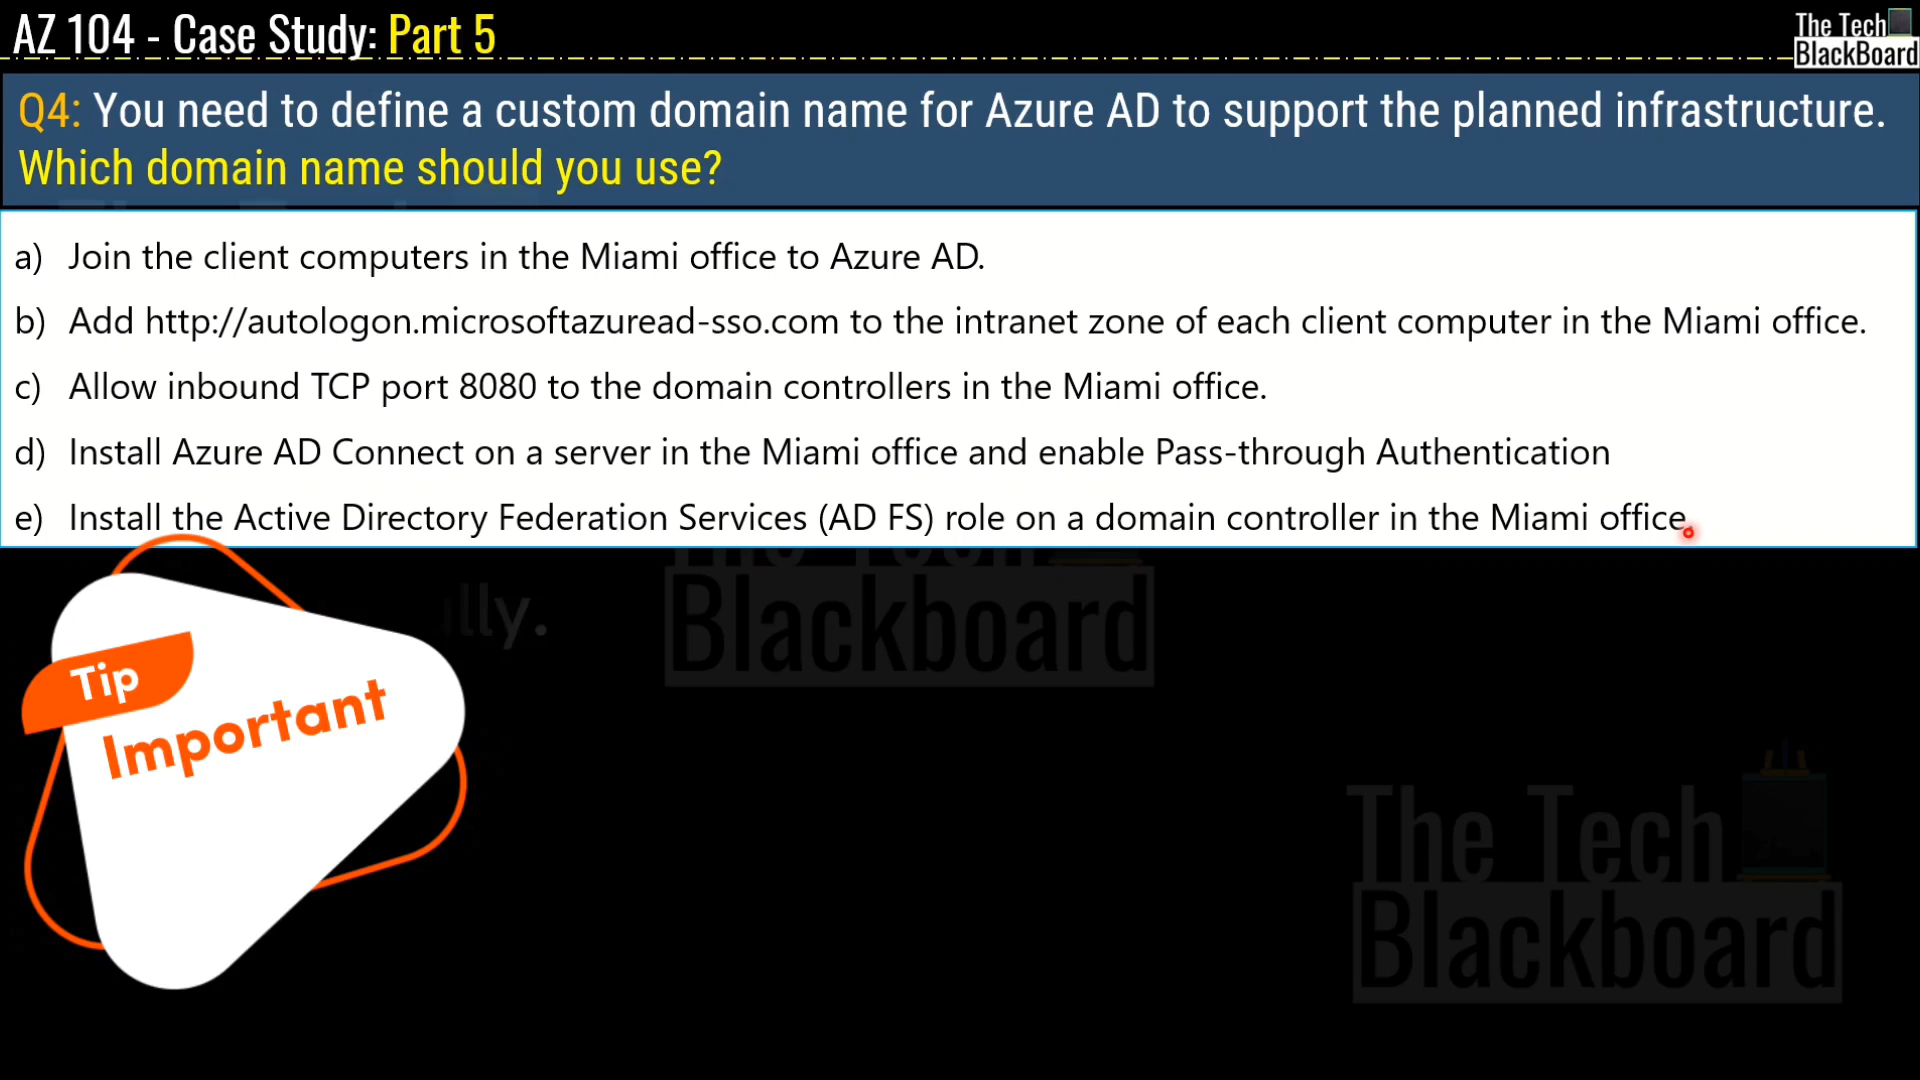 AZ 104 - Case Study: Part 5
The Tech
BlackBoard
Q4: You need to define a custom domain name for Azure AD to support the planned infrastructure.
Which domain name should you use?
a) Join the client computers in the Miami office to Azure AD.
b) Add http://autologon.microsoftazuread-sso.com to the intranet zone of each client computer in the Miami office.
c) Allow inbound TCP port 8080 to the domain controllers in the Miami office.
d) Install Azure AD Connect on a server in the Miami office and enable Pass-through Authentication
e) Install the Active Directory Federation Services (AD FS) role on a domain controller in the Miami office.
The Tech
Blackboard
Tip
Important
The Tech
Blackboard